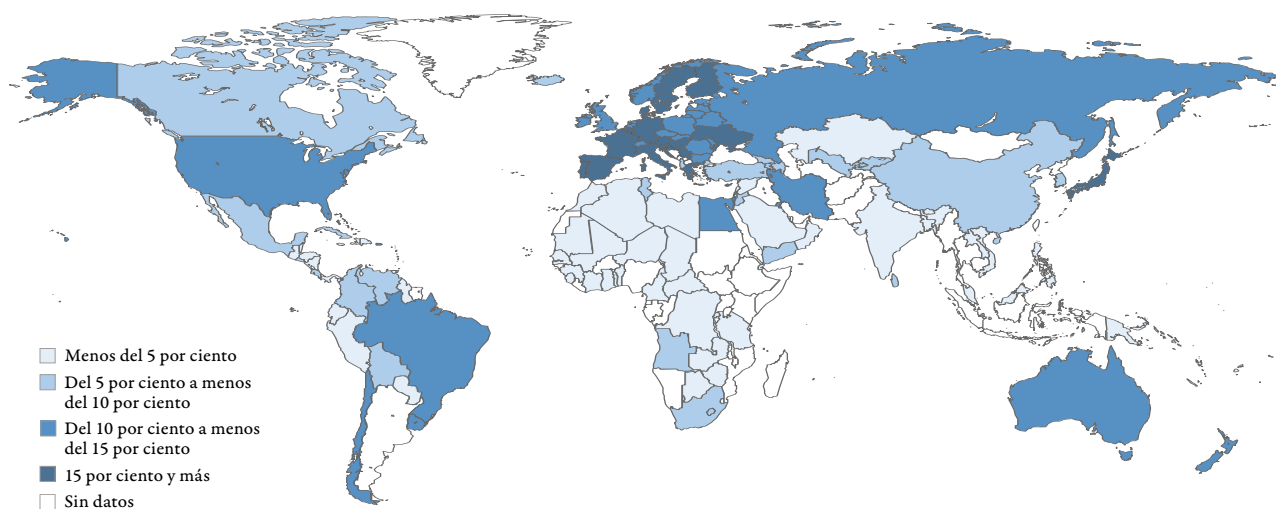 Menos del 5 por ciento
Del 5 por ciento a menos
del 10 por ciento
Del 10 por ciento a menos
del 15 por ciento
15 por ciento y más
Sin datos